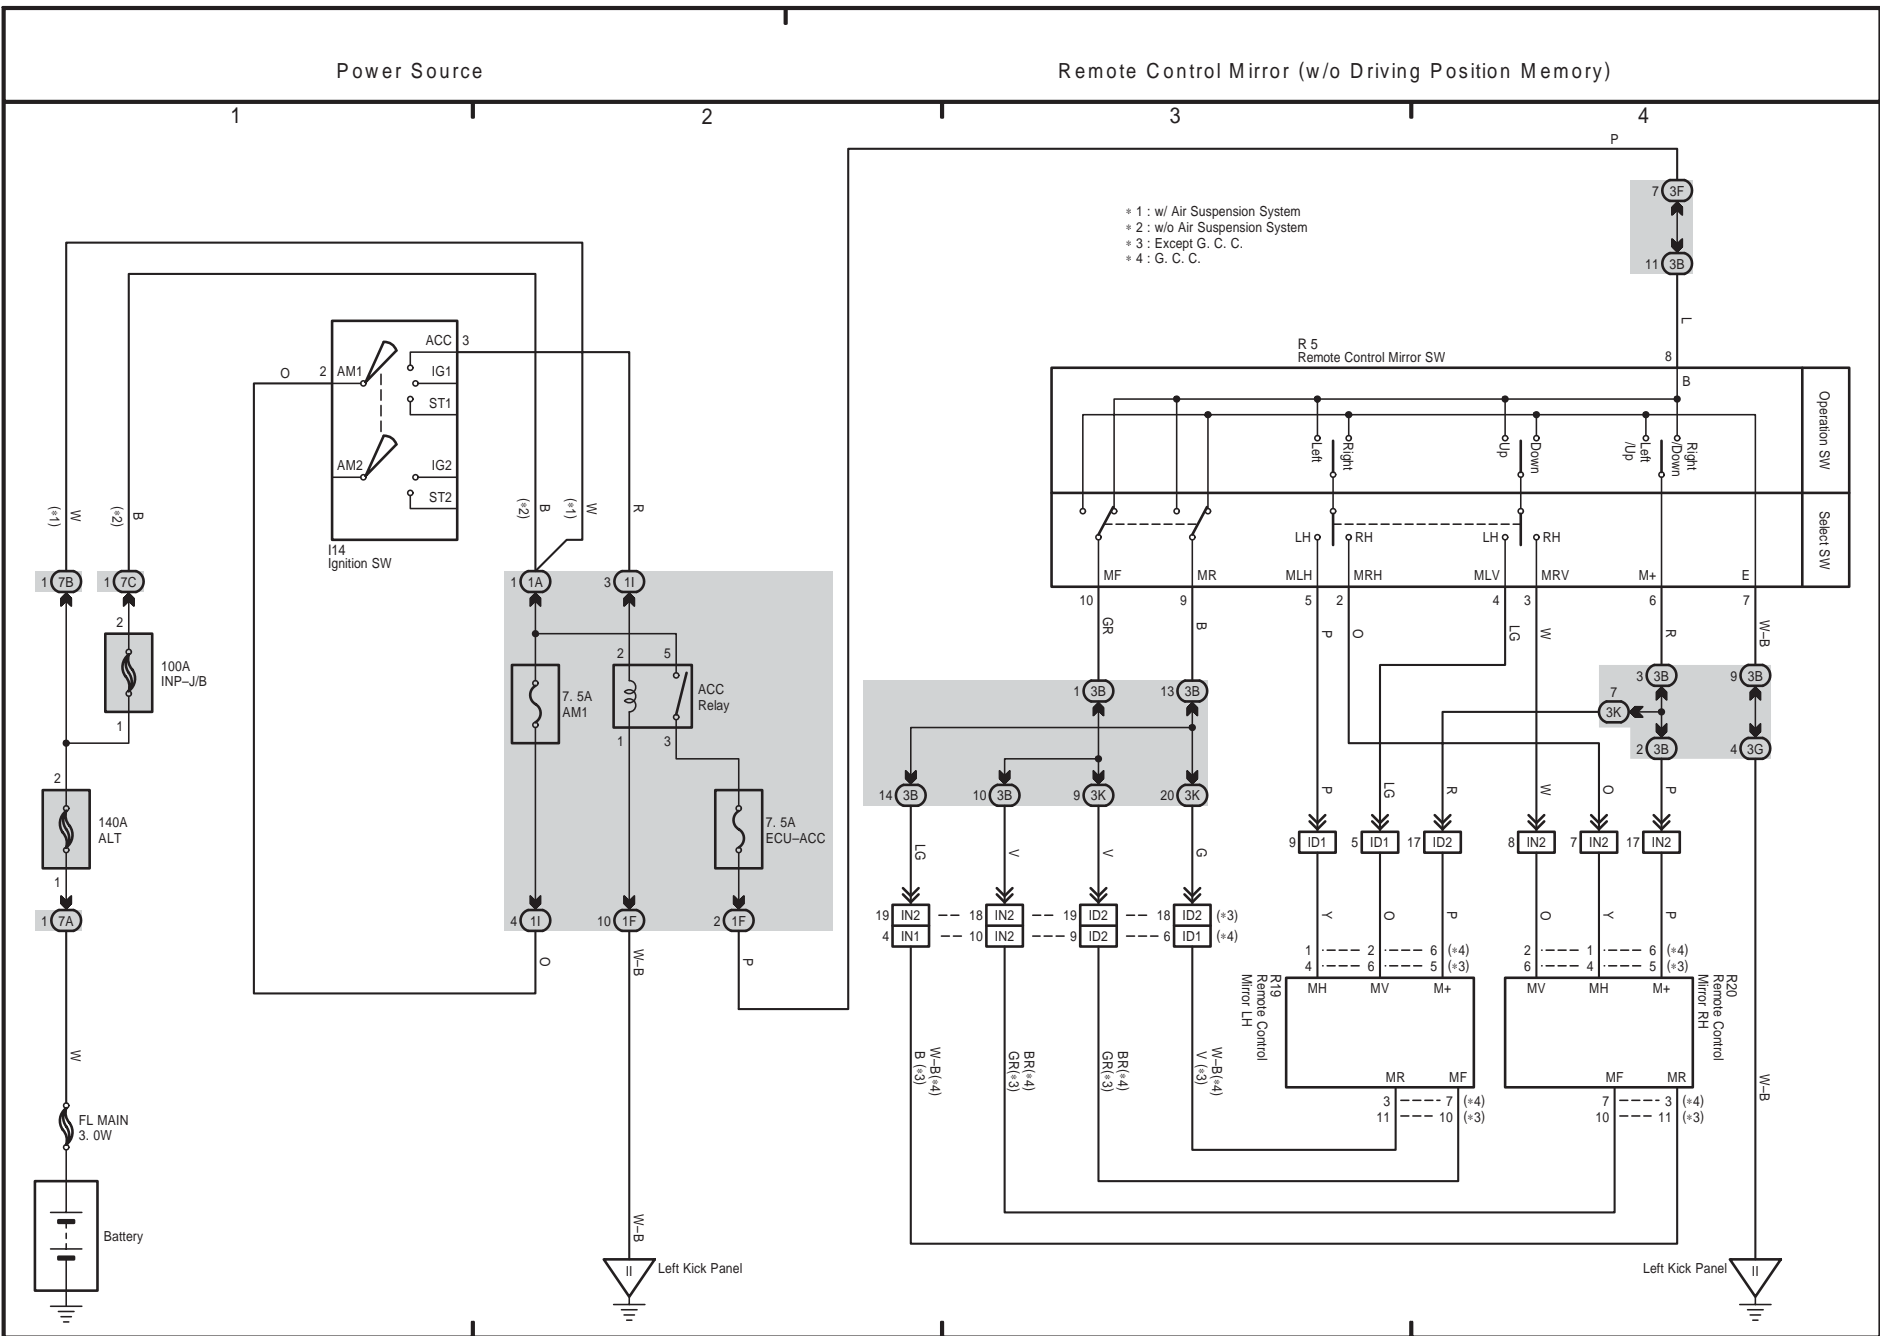 Power Source
Remote Control Mirror (w/o Driving Position Memory)
1
2
3
4
P
7 3F
* 1 : w/ Air Suspension System
* 2 : w/o Air Suspension System
* 3 : Except G. C. C.
* 4 : G. C. C.
11 3B
L
R 5
Remote Control Mirror SW
8
B
Operation SW
Left
Right
Up
Down
Left
/Up
Right
/Down
Select SW
LH
RH
LH
RH
MF
MR
MLH
MRH
MLV
MRV
M+
E
10
9
5
2
4
3
6
7
ACC 3
O
2 AM1
IG1
ST1
AM2
IG2
ST2
I14
Ignition SW
W
(*1)
B
(*2)
B
(*2)
W
(*1)
R
1 7B
1 7C
1 1A
3 1I
2
100A
INP–J/B
1
2
140A
ALT
1
1 7A
7. 5A
AM1
2
5
ACC
Relay
1
3
7. 5A
ECU–ACC
4 1I
10 1F
2 1F
O
W–B
P
W
FL MAIN
3. 0W
Battery
W–B
II
Left Kick Panel
GR
B
P
O
LG
W
R
W–B
1 3B
13 3B
3 3B
9 3B
7
3K
2 3B
4 3G
14 3B
10 3B
9 3K
20 3K
LG
V
V
G
P
LG
R
W
O
P
9 ID1
5 ID1
17 ID2
8 IN2
7 IN2
17 IN2
19 IN2
18 IN2
19 ID2
18 ID2 (*3)
4 IN1
10 IN2
9 ID2
6 ID1 (*4)
Y
O
P
O
Y
P
1 2 6 (*4)
4 6 5 (*3)
2 1 6 (*4)
6 4 5 (*3)
MH
MV
M+
MV
MH
M+
R19
Remote Control
Mirror LH
R20
Remote Control
Mirror RH
W–B(*4)
B (*3)
BR(*4)
GR(*3)
BR(*4)
GR(*3)
W–B(*4)
V (*3)
MR
MF
MF
MR
3 7 (*4)
11 10 (*3)
7 3 (*4)
10 11 (*3)
W–B
Left Kick Panel
II